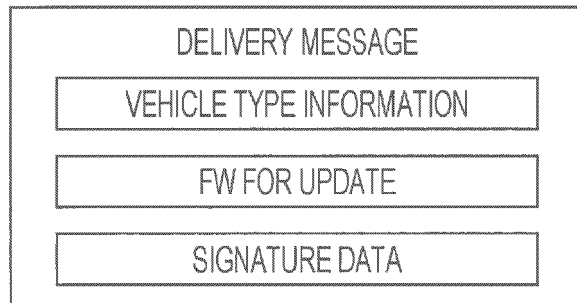 DELIVERY MESSAGE
VEHICLE TYPE INFORMATION
FW FOR UPDATE
SIGNATURE DATA